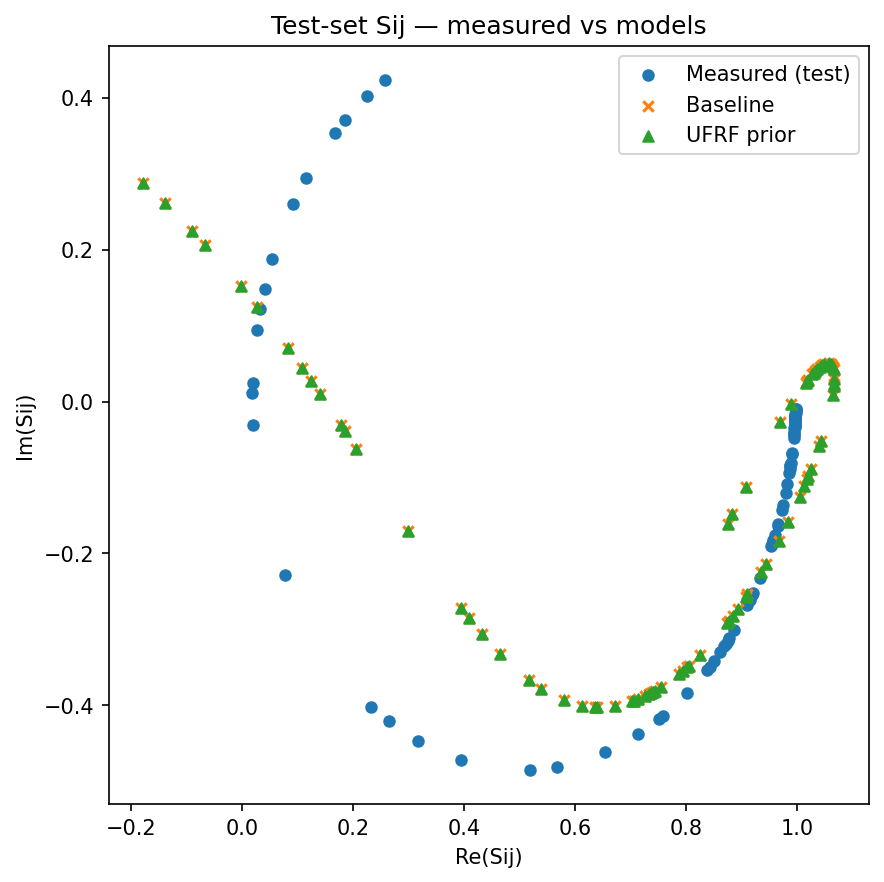 Test-set Sij — measured vs models
Measured (test)
Baseline
UFRF prior
0.4
0.2
0.0
−0.2
−0.4
Im(Sij)
−0.2 0.0 0.2 0.4 0.6 0.8 1.0
Re(Sij)